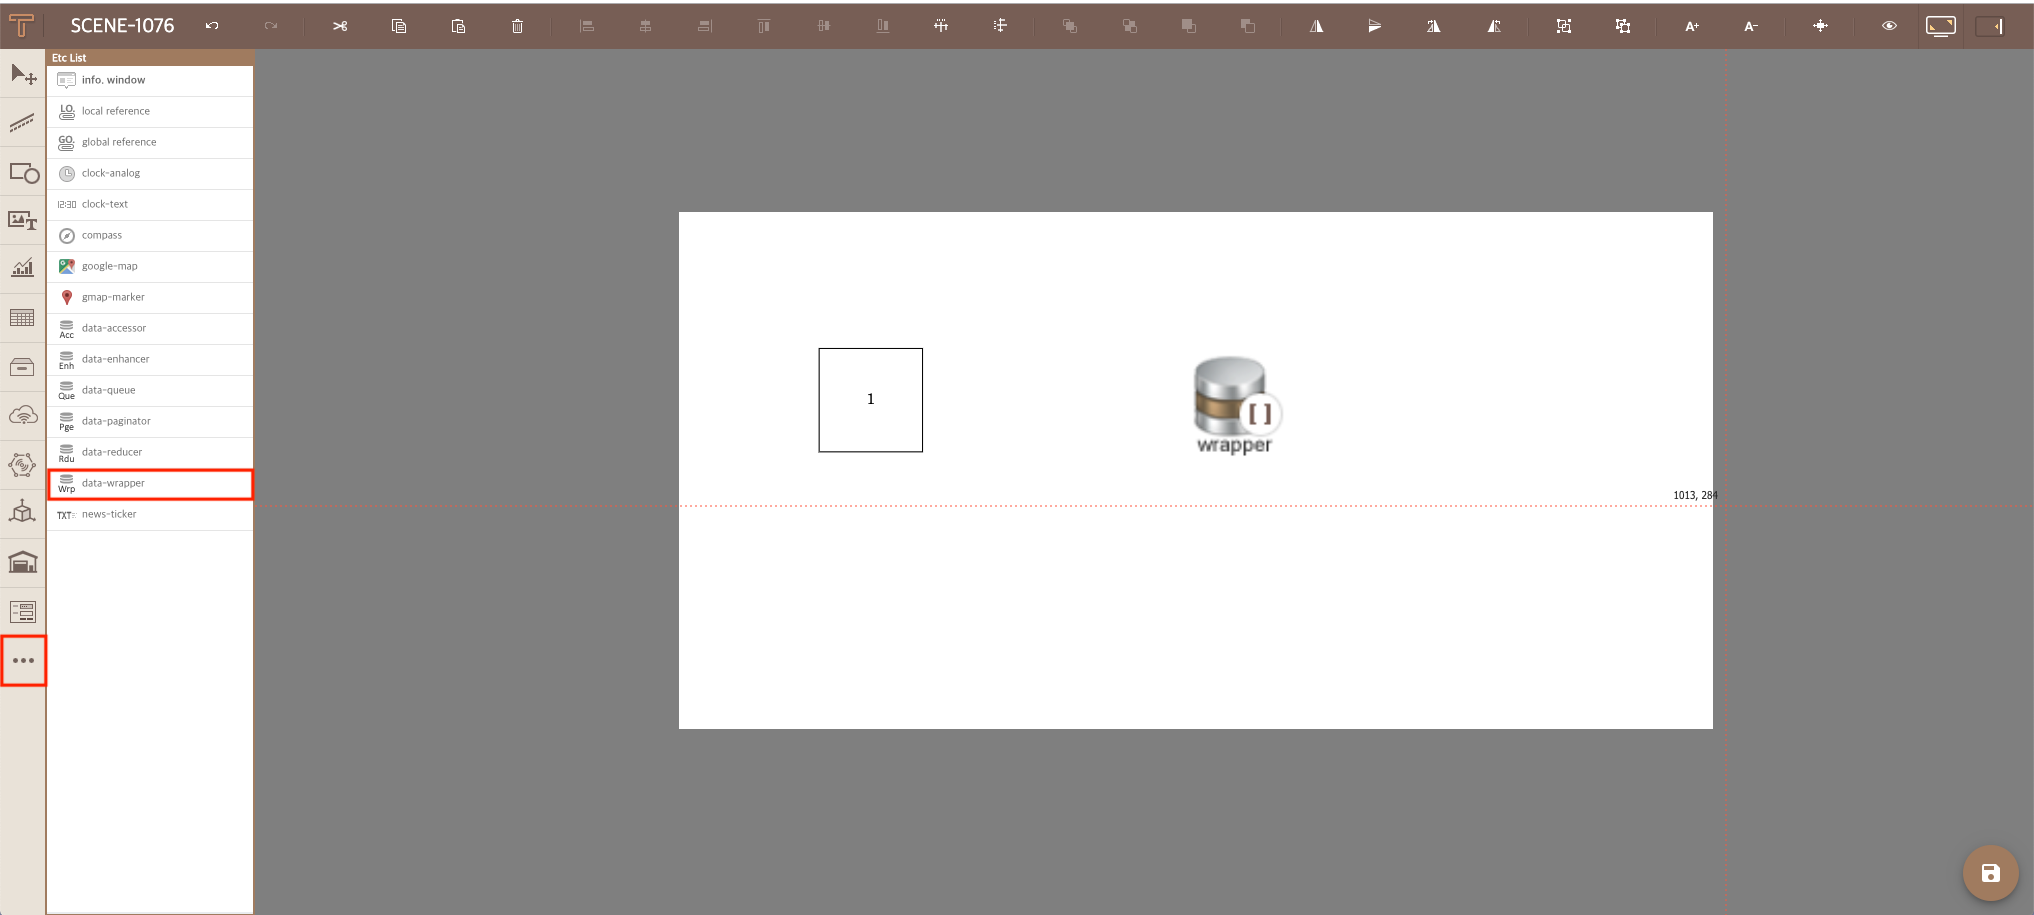 SCENE-1076
A+
A-
Etc List
info. window
LO.
local reference
GO.
global reference
clock-analog
12:30
clock-text
compass
google-map
gmap-marker
Acc
data-accessor
Enh
data-enhancer
Que
data-queue
Pge
data-paginator
Rdu
data-reducer
Wrp
data-wrapper
TXT
news-ticker
1
[ ]
wrapper
1013, 284